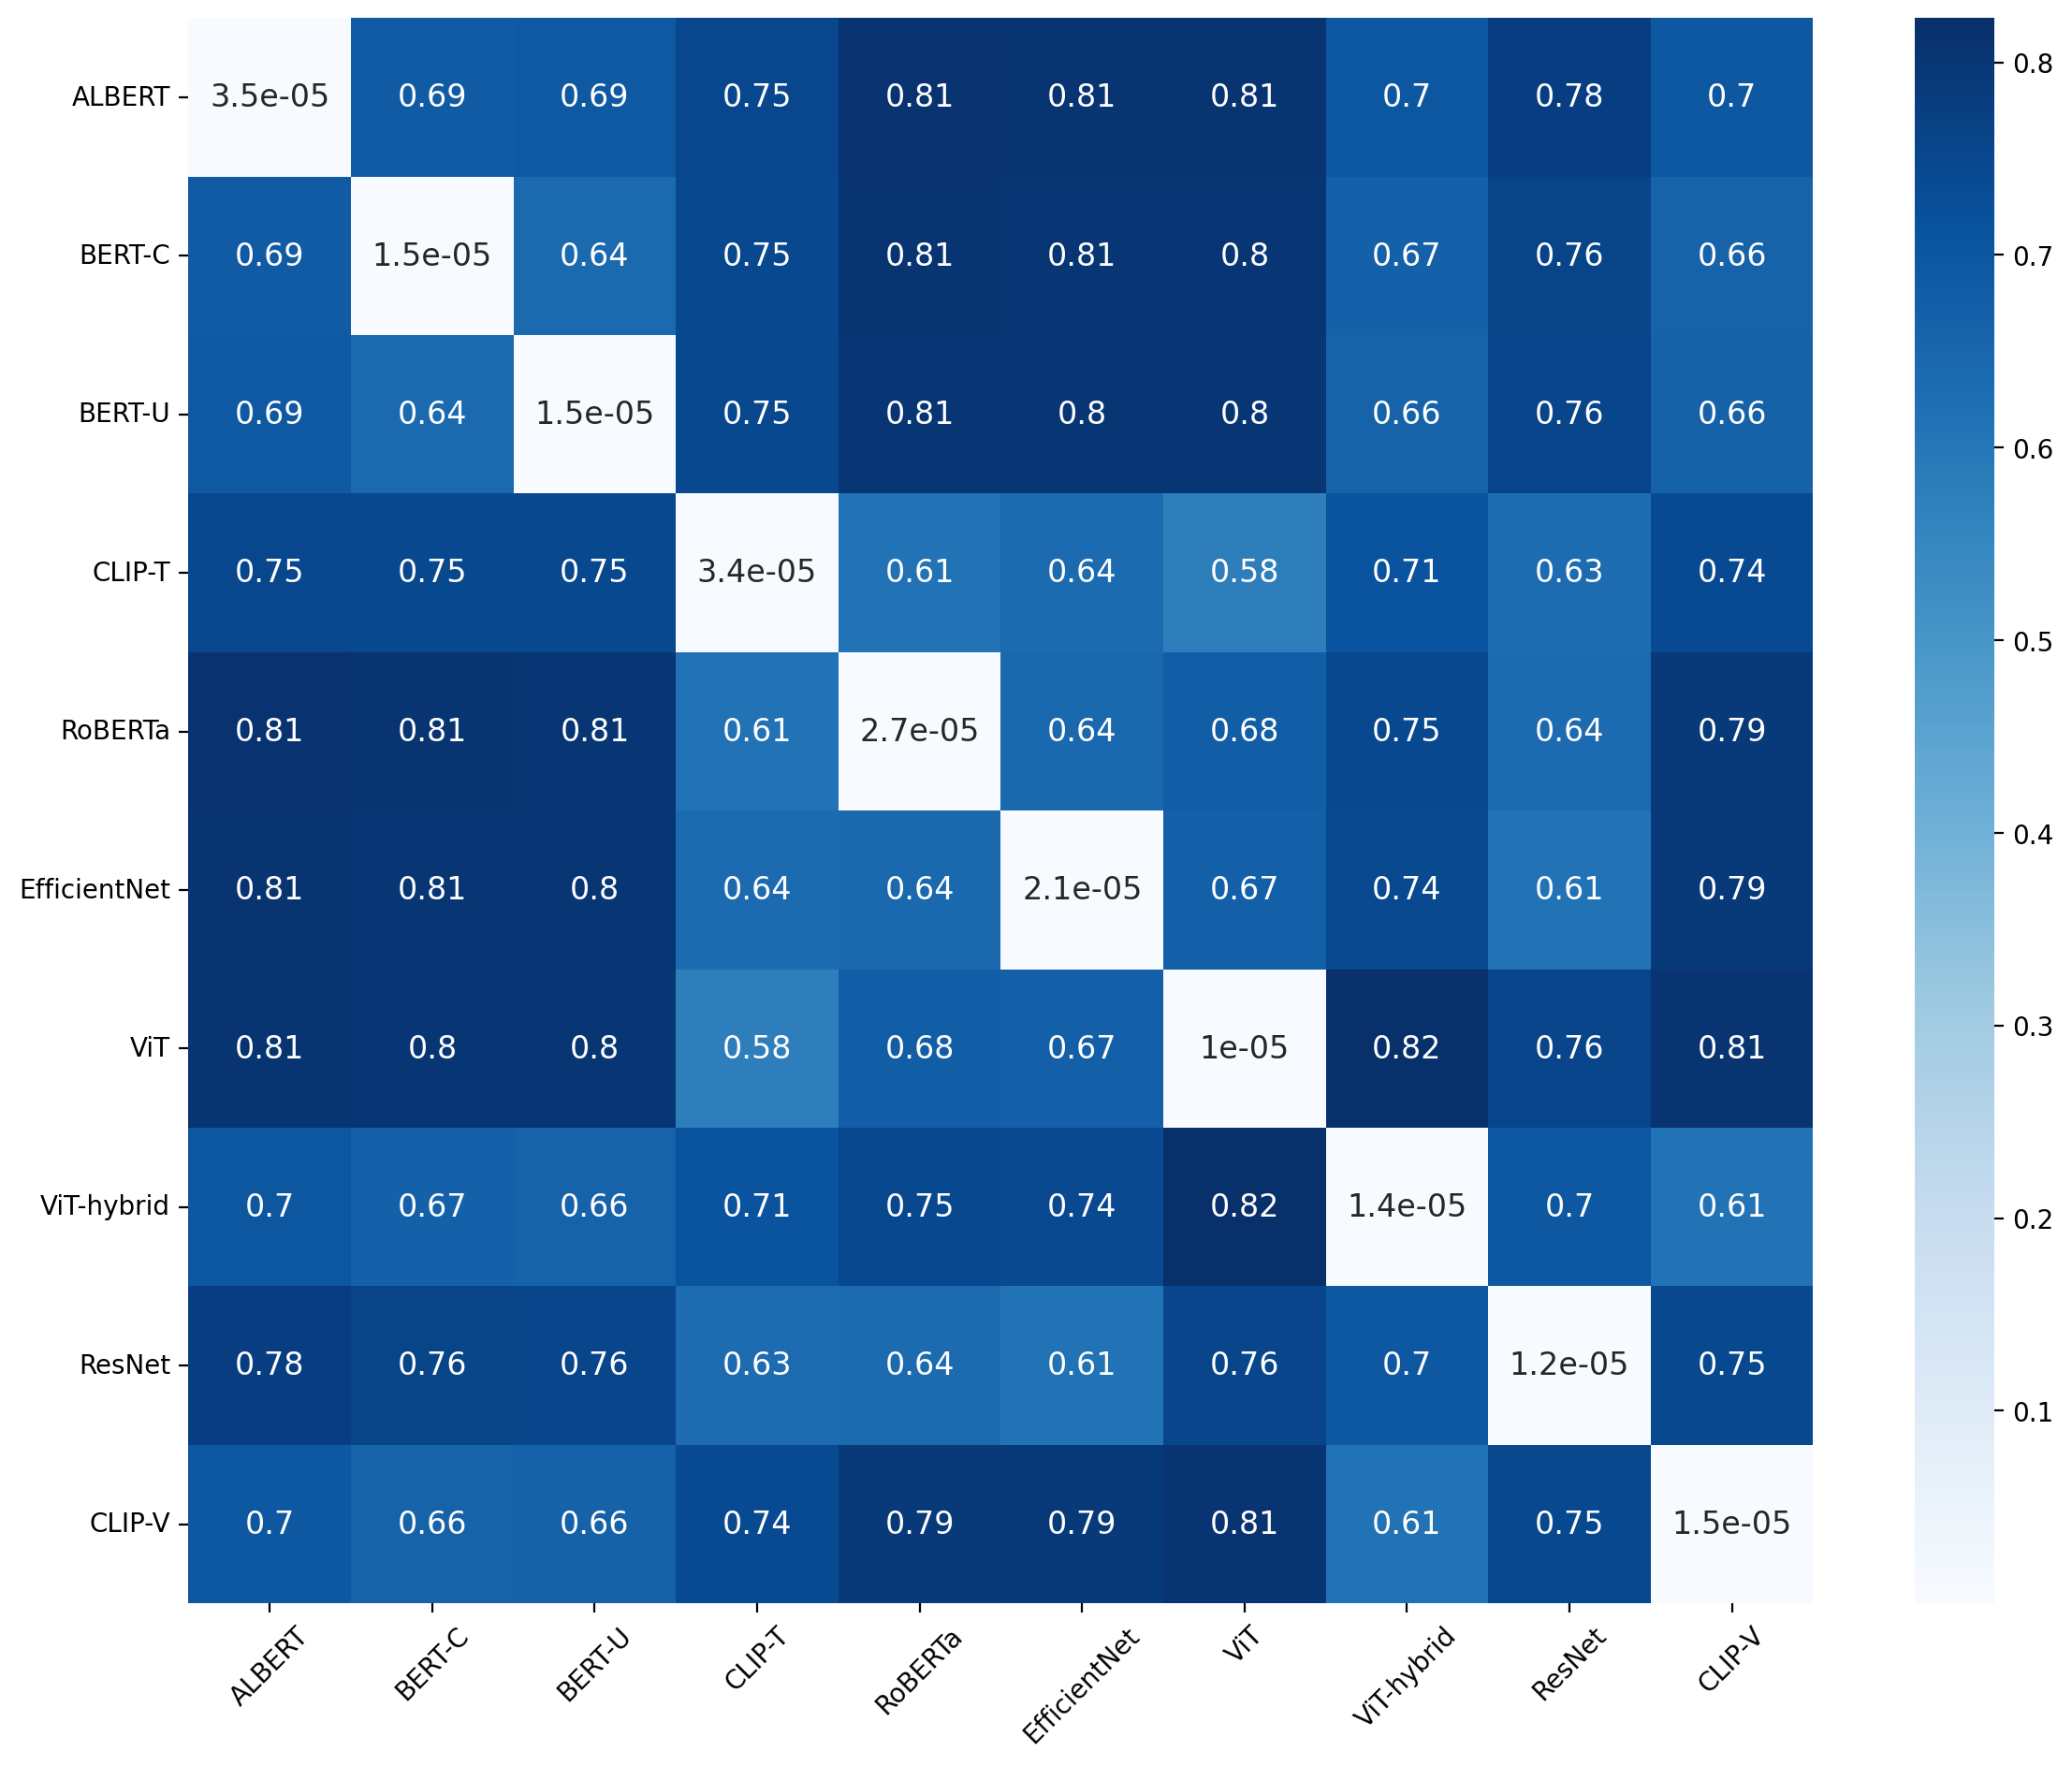 ALBERT 3.5e-05 0.69 0.69 0.75 0.81 0.81 0.81 0.7 0.78 0.7
BERT-C 0.69 1.5e-05 0.64 0.75 0.81 0.81 0.8 0.67 0.76 0.66
BERT-U 0.69 0.64 1.5e-05 0.75 0.81 0.8 0.8 0.66 0.76 0.66
CLIP-T 0.75 0.75 0.75 3.4e-05 0.61 0.64 0.58 0.71 0.63 0.74
RoBERTa 0.81 0.81 0.81 0.61 2.7e-05 0.64 0.68 0.75 0.64 0.79
EfficientNet 0.81 0.81 0.8 0.64 0.64 2.1e-05 0.67 0.74 0.61 0.79
ViT 0.81 0.8 0.8 0.58 0.68 0.67 1e-05 0.82 0.76 0.81
ViT-hybrid 0.7 0.67 0.66 0.71 0.75 0.74 0.82 1.4e-05 0.7 0.61
ResNet 0.78 0.76 0.76 0.63 0.64 0.61 0.76 0.7 1.2e-05 0.75
CLIP-V 0.7 0.66 0.66 0.74 0.79 0.79 0.81 0.61 0.75 1.5e-05
ALBERT BERT-C BERT-U CLIP-T RoBERTa EfficientNet ViT ViT-hybrid ResNet CLIP-V
0.8
0.7
0.6
0.5
0.4
0.3
0.2
0.1